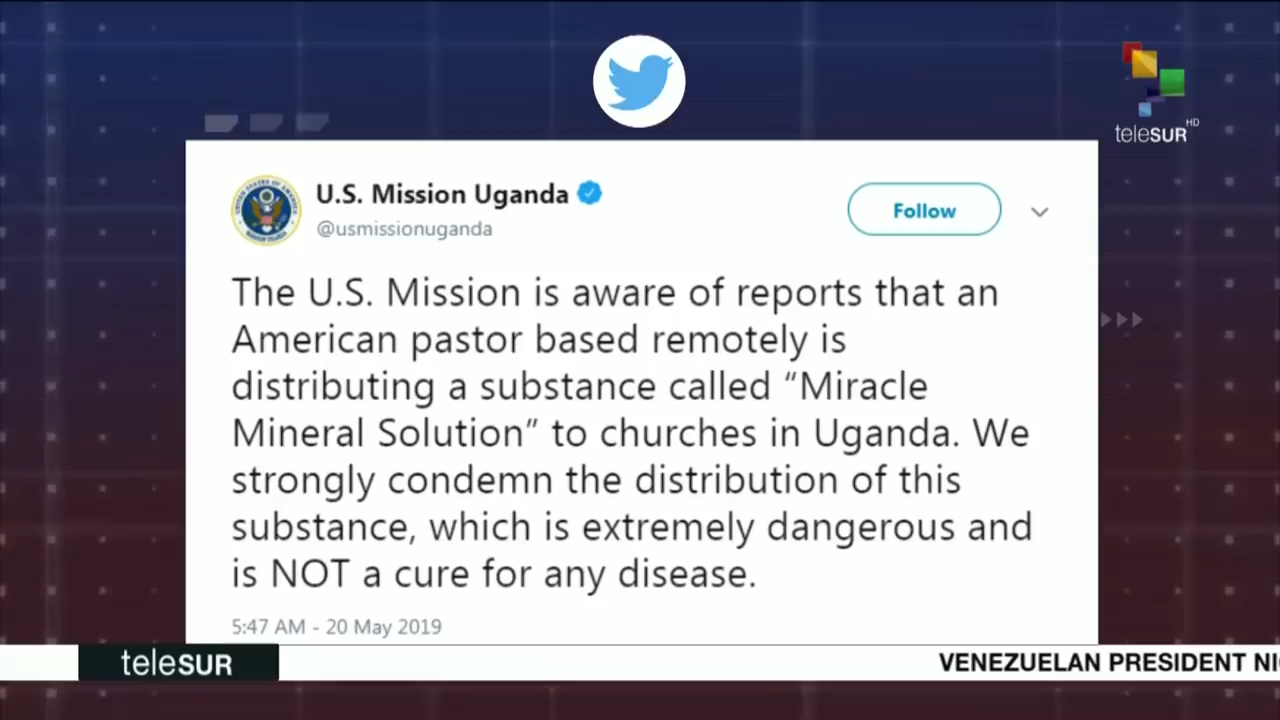 teleSUR HD
U.S. Mission Uganda
@usmissionuganda
Follow
The U.S. Mission is aware of reports that an
American pastor based remotely is
distributing a substance called “Miracle
Mineral Solution” to churches in Uganda. We
strongly condemn the distribution of this
substance, which is extremely dangerous and
is NOT a cure for any disease.
5:47 AM - 20 May 2019
teleSUR
VENEZUELAN PRESIDENT NI